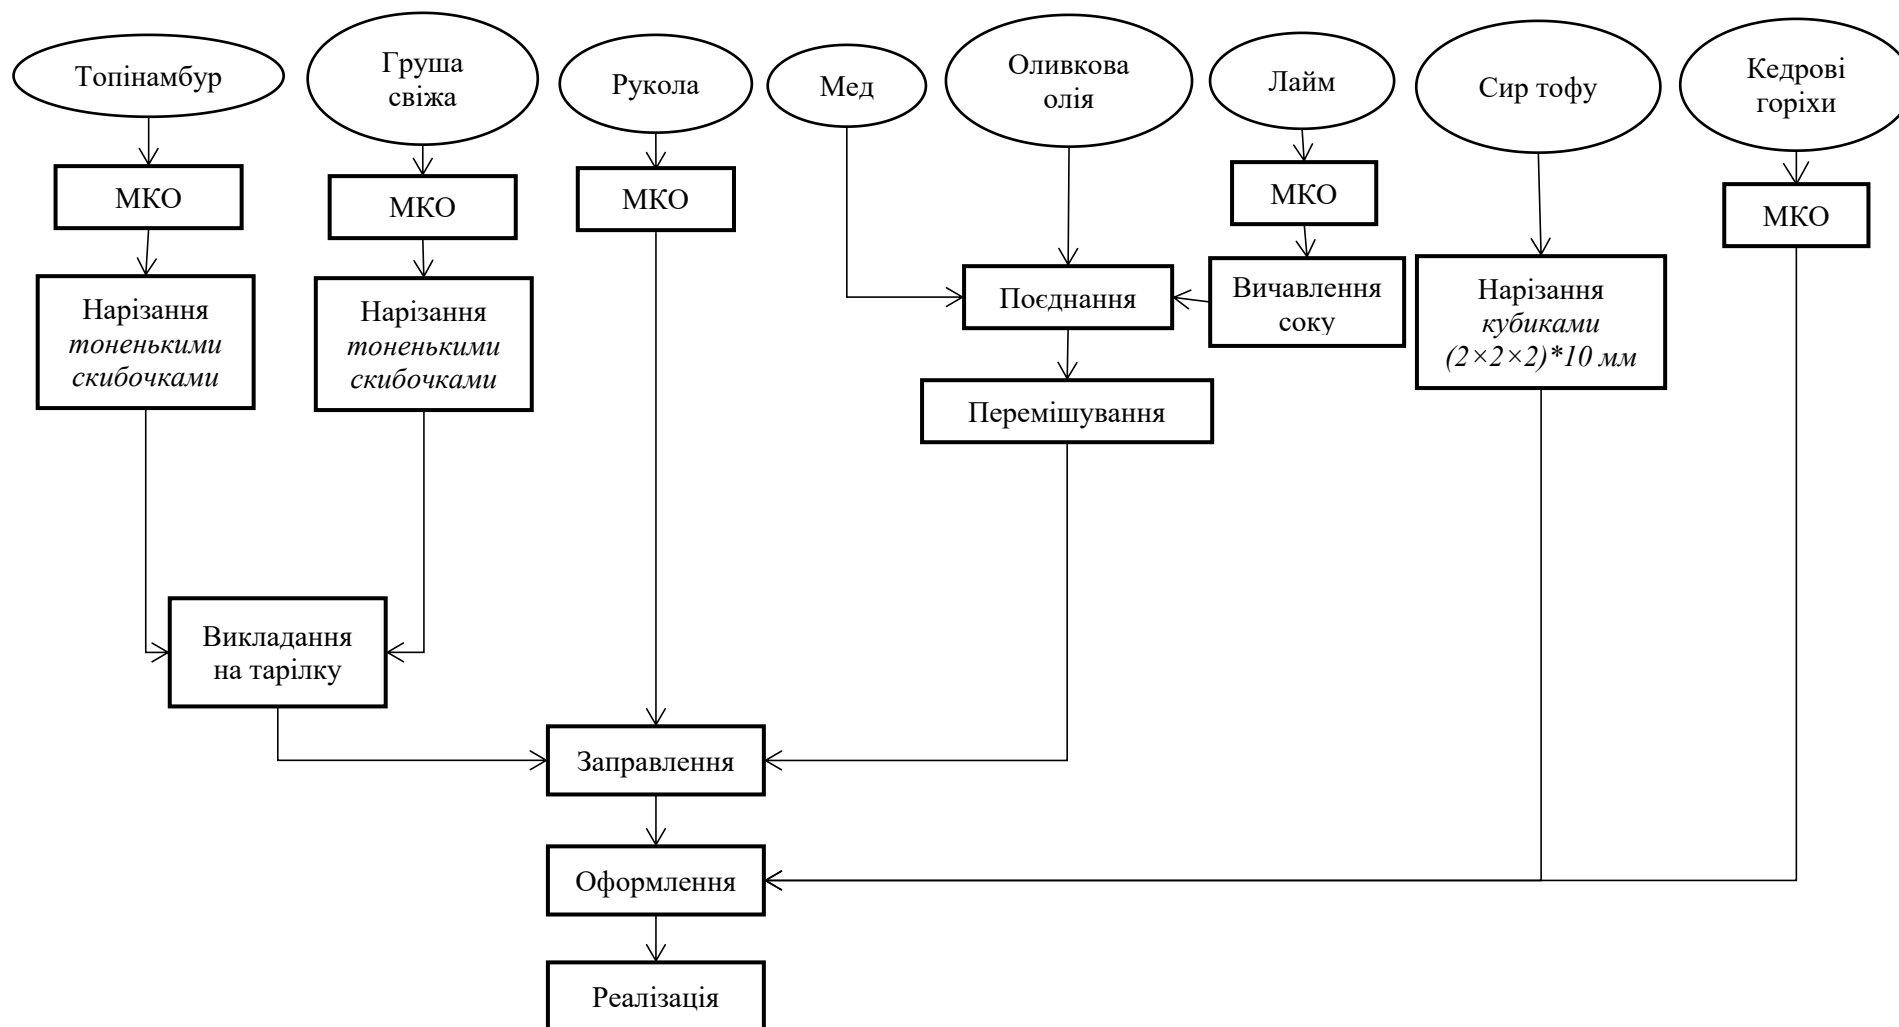 Топінамбур
Груша
свіжа
Рукола
Мед
Оливкова
олія
Лайм
Сир тофу
Кедрові
горіхи
МКО
МКО
МКО
МКО
МКО
Нарізання
тоненькими
скибочками
Нарізання
тоненькими
скибочками
Поєднання
Вичавлення
соку
Нарізання
кубиками
(2×2×2)*10 мм
Перемішування
Викладання
на тарілку
Заправлення
Оформлення
Реалізація